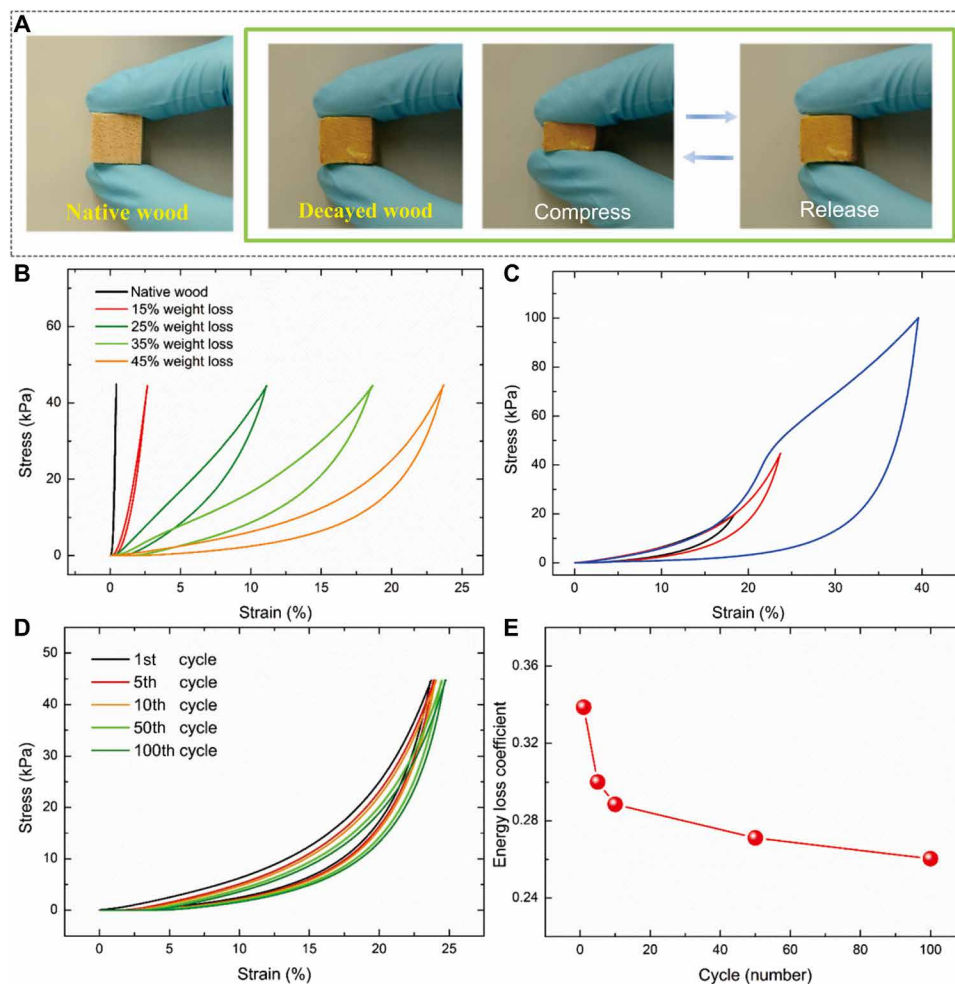 A
Native wood
Decayed wood
Compress
Release
B
Native wood
15% weight loss
25% weight loss
35% weight loss
45% weight loss
60
40
20
0
Stress (kPa)
0 5 10 15 20 25
Strain (%)
C
100
80
60
40
20
0
Stress (kPa)
0 10 20 30 40
Strain (%)
D
1st cycle
5th cycle
10th cycle
50th cycle
100th cycle
50
40
30
20
10
0
Stress (kPa)
0 5 10 15 20 25
Strain (%)
E
0.36
0.32
0.28
0.24
Energy loss coefficient
0 20 40 60 80 100
Cycle (number)